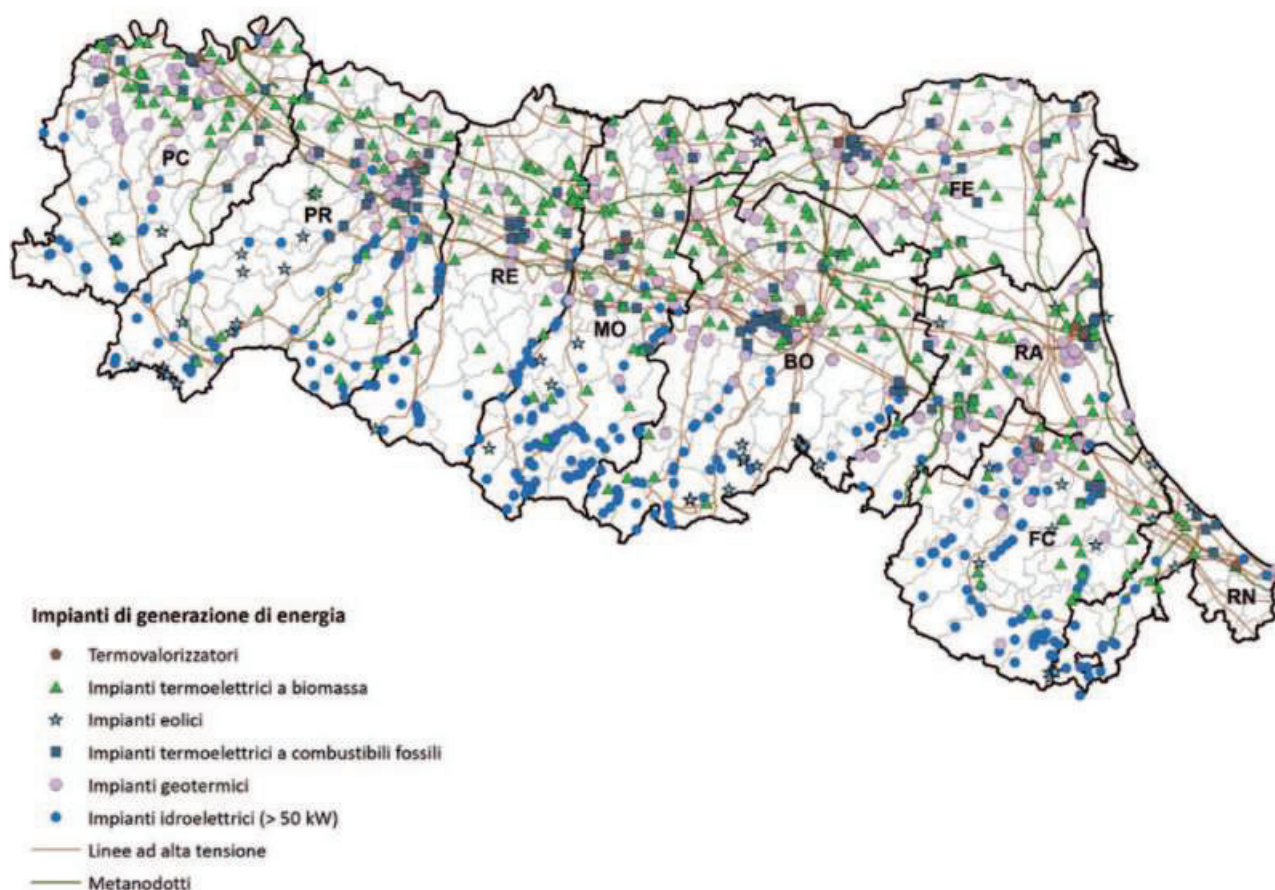 PC
PR
RE
MO
BO
FE
RA
FC
RN
Impianti di generazione di energia
Termovalorizzatori
Impianti termoelettrici a biomassa
Impianti eolici
Impianti termoelettrici a combustibili fossili
Impianti geotermici
Impianti idroelettrici (> 50 kW)
Linee ad alta tensione
Metanodotti